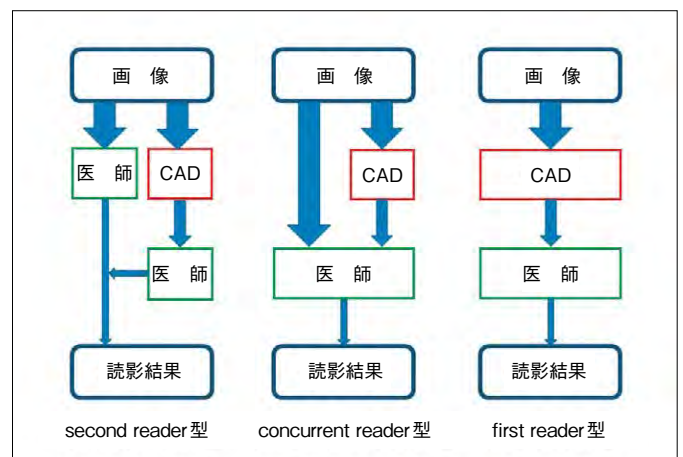 画 像
画 像
画 像
医 師
CAD
CAD
CAD
医 師
医 師
医 師
読影結果
読影結果
読影結果
second reader型
concurrent reader型
first reader型